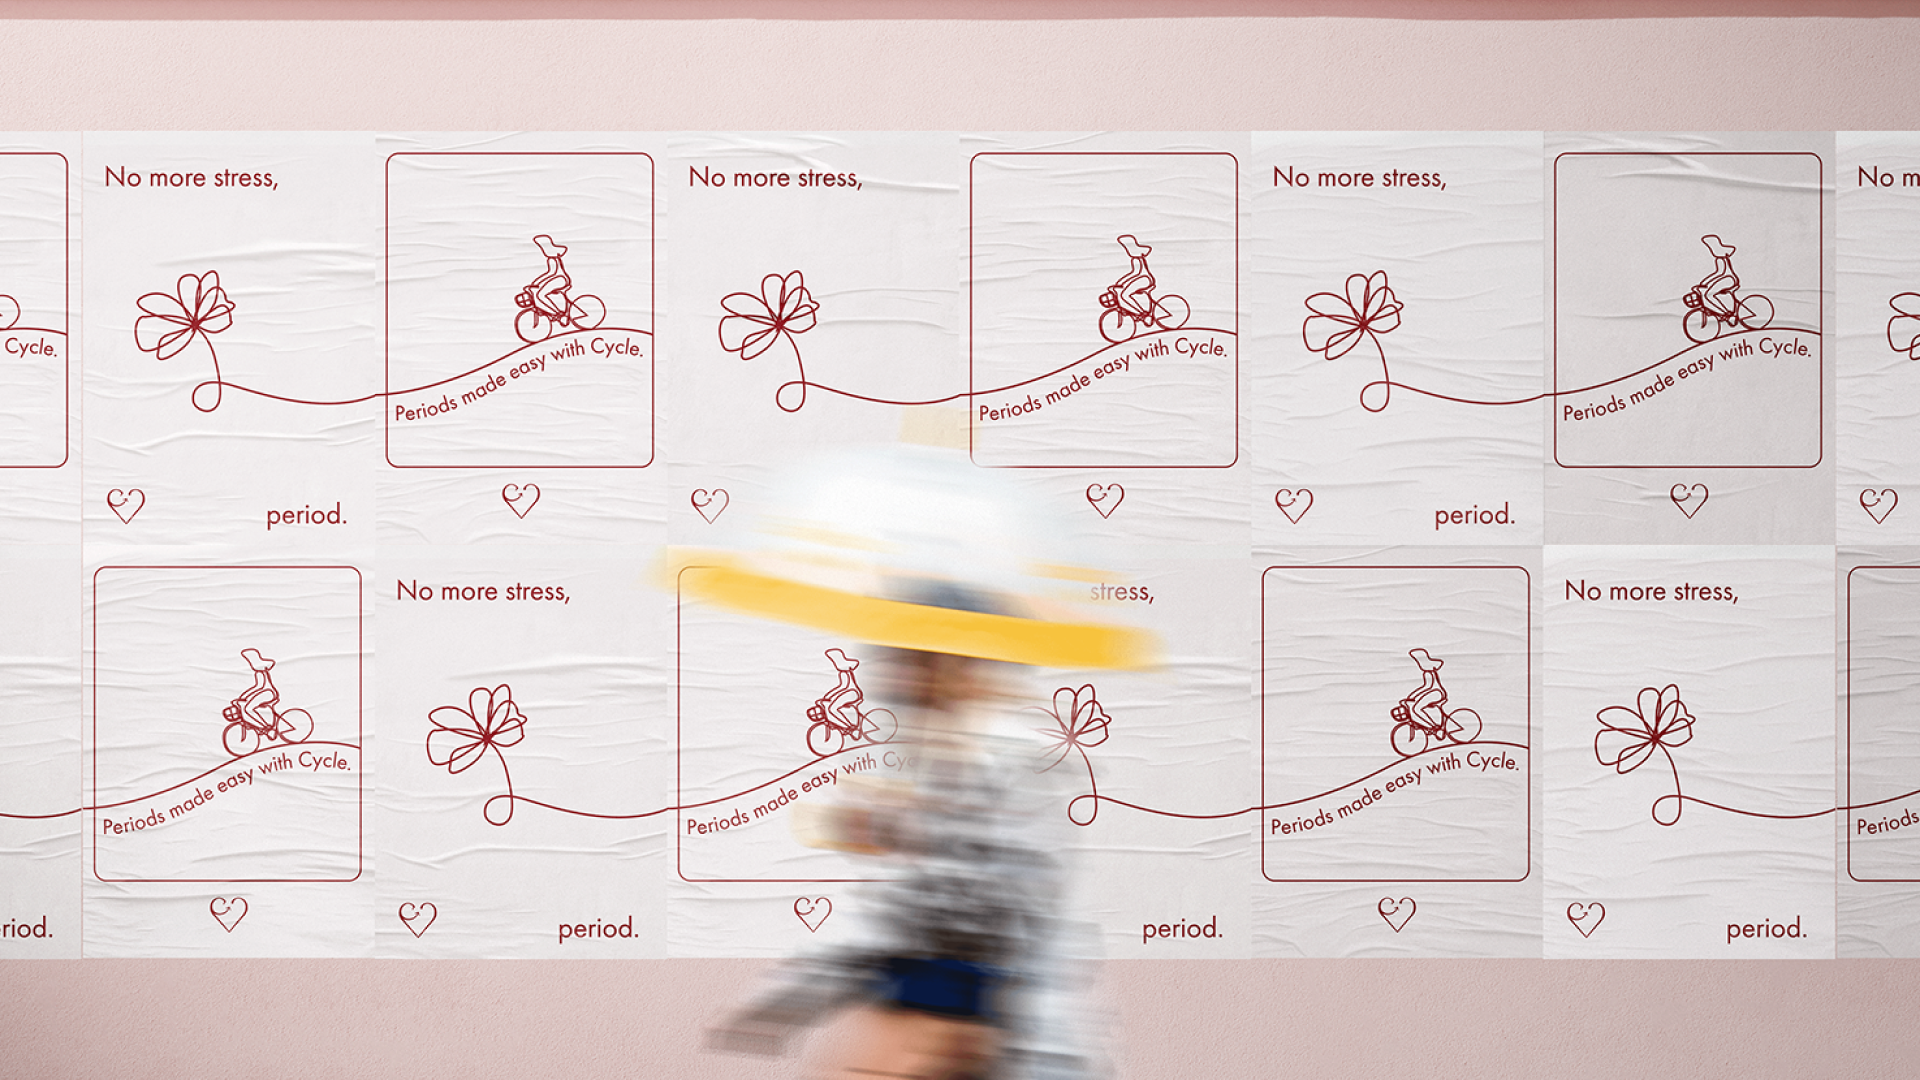 No more stress,
No more stress,
No more stress,
No m
Cycle.
Periods made easy with Cycle.
Periods made easy with Cycle.
Periods made easy with Cycle.
period.
period.
No more stress,
stress,
No more stress,
Periods made easy with Cycle.
Periods made easy with Cyc
Periods made easy with Cycle.
Periods
riod.
period.
period.
period.